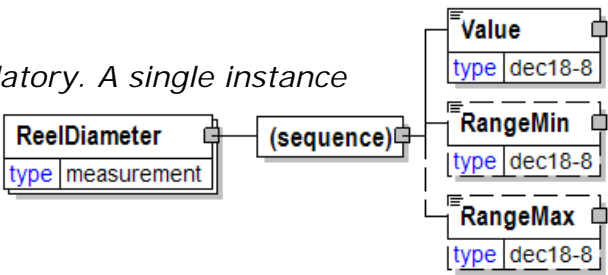 Value
type dec18-8
latory. A single instance
ReelDiameter
type measurement
(sequence)
RangeMin
type dec18-8
RangeMax
type dec18-8